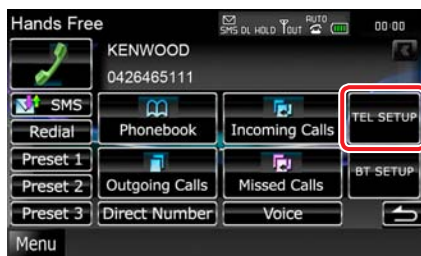 Hands Free SMS DL HOLD OUT AUTO 00:00
KENWOOD
0426465111
SMS Phonebook Incoming Calls TEL SETUP
Redial
Preset 1 Outgoing Calls Missed Calls BT SETUP
Preset 2
Preset 3 Direct Number Voice
Menu